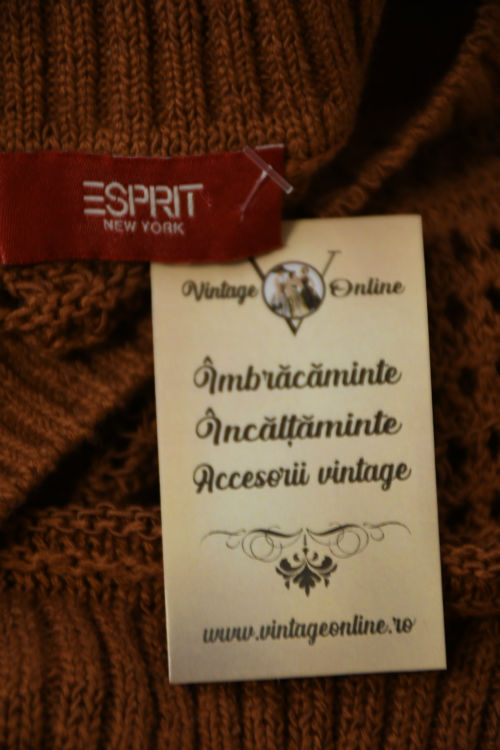 ESPRIT
NEW YORK
Vintage Online
Îmbrăcăminte
Încălțăminte
Accesorii vintage
www.vintageonline.ro